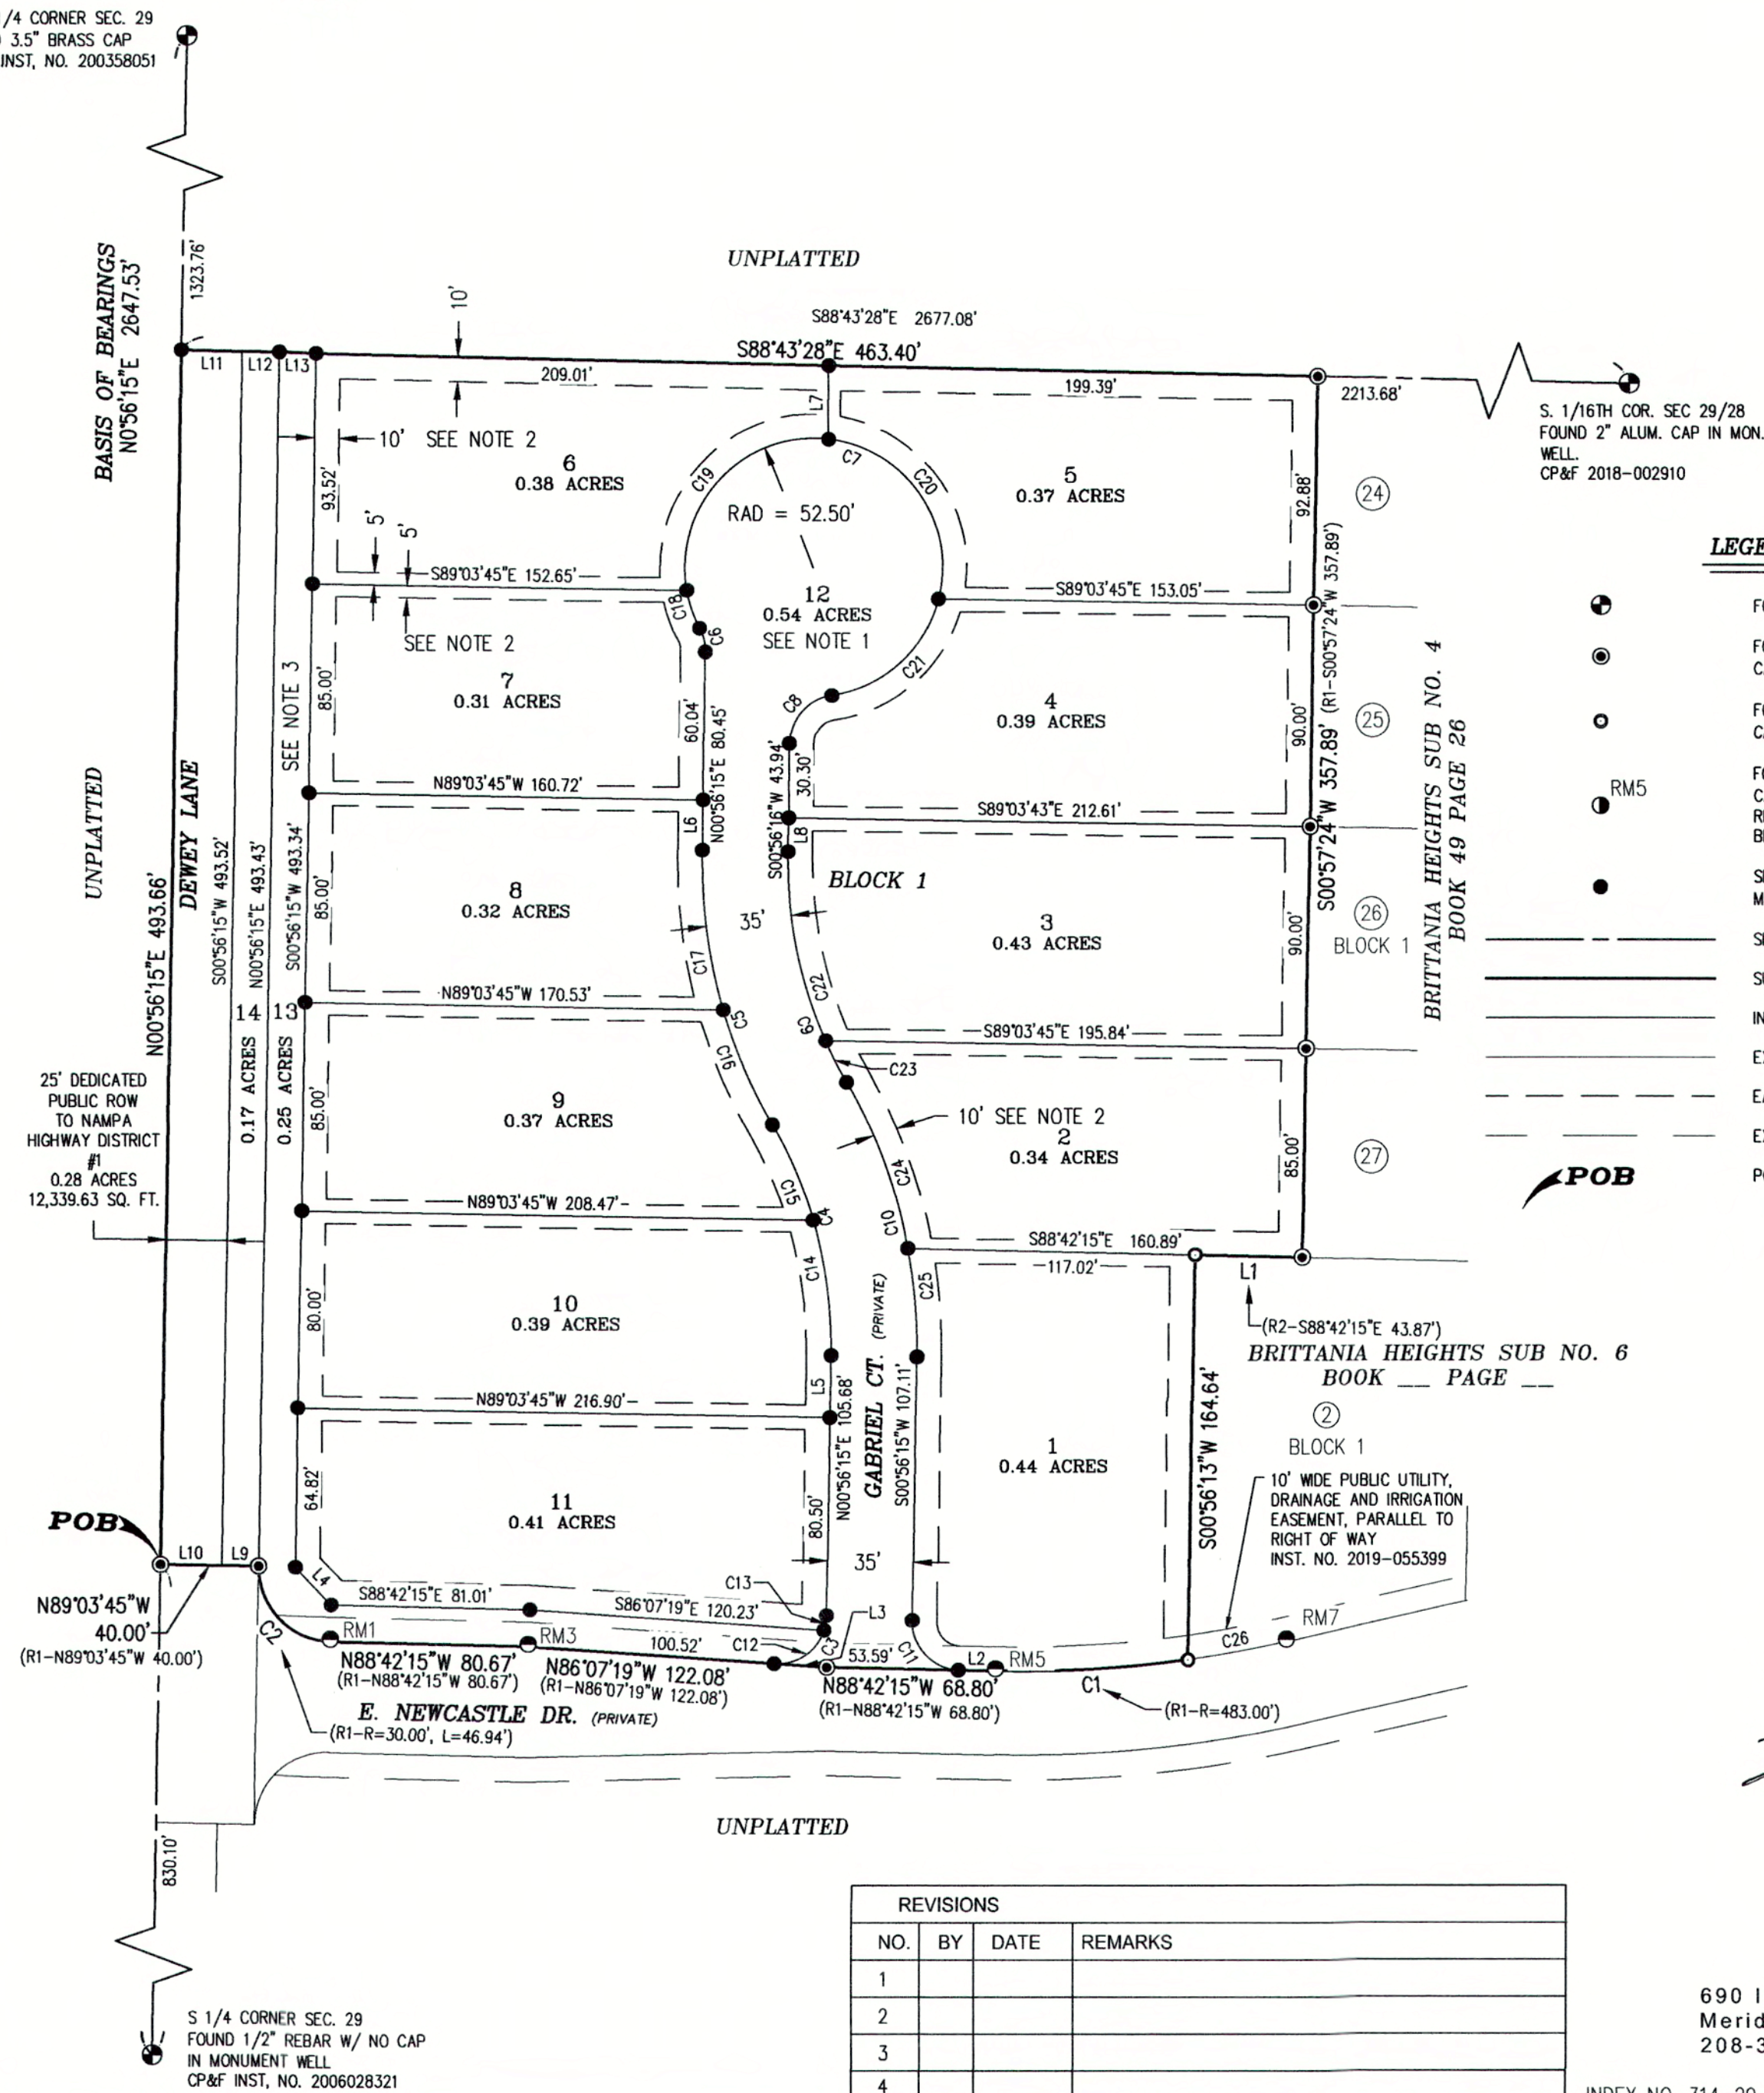 /4 CORNER SEC. 29
3.5" BRASS CAP
INST, NO. 200358051
1323.76'
BASIS OF BEARINGS
N0°56'15"E 2647.53'
UNPLATTED
10'
S88°43'28"E 2677.08'
S88°43'28"E 463.40'
L11
L12
L13
209.01'
199.39'
2213.68'
S. 1/16TH COR. SEC 29/28
FOUND 2" ALUM. CAP IN MON.
WELL.
CP&F 2018-002910
L7
10' SEE NOTE 2
93.52'
6
0.38 ACRES
C19
C7
C20
RAD = 52.50'
5
0.37 ACRES
92.88'
24
5'
5'
S89°03'45"E 152.65'
SEE NOTE 2
C18
C6
12
0.54 ACRES
SEE NOTE 1
S89°03'45"E 153.05'
LEGE
RM5
POB
UNPLATTED
DEWEY LANE
N00°56'15"E 493.66'
S00°56'15"W 493.52'
N00°56'15"E 493.43'
S00°56'15"W 493.34'
SEE NOTE 3
85.00'
7
0.31 ACRES
60.04'
N00°56'15"E 80.45'
C8
C21
S00°56'16"W 43.94'
30.30'
4
0.39 ACRES
90.00'
S00°57'24"W 357.89' (R1-S00°57'24"W 357.89')
25
BRITTANIA HEIGHTS SUB NO. 4
BOOK 49 PAGE 26
N89°03'45"W 160.72'
L6
L8
S89°03'43"E 212.61'
85.00'
8
0.32 ACRES
BLOCK 1
35'
3
0.43 ACRES
90.00'
26
BLOCK 1
C17
C22
N89°03'45"W 170.53'
14
13
C5
C9
S89°03'45"E 195.84'
0.17 ACRES
0.25 ACRES
85.00'
C16
C23
25' DEDICATED
PUBLIC ROW
TO NAMPA
HIGHWAY DISTRICT
#1
0.28 ACRES
12,339.63 SQ. FT.
9
0.37 ACRES
10' SEE NOTE 2
2
0.34 ACRES
85.00'
27
C24
C15
N89°03'45"W 208.47'
C4
C10
S88°42'15"E 160.89'
117.02'
L1
(R2-S88°42'15"E 43.87')
80.00'
10
0.39 ACRES
C14
C25
BRITTANIA HEIGHTS SUB NO. 6
BOOK __ PAGE __
2
BLOCK 1
GABRIEL CT. (PRIVATE)
N89°03'45"W 216.90'
L5
N00°56'15"E 105.68'
S00°56'15"W 107.11'
S00°56'13"W 164.64'
1
0.44 ACRES
10' WIDE PUBLIC UTILITY,
DRAINAGE AND IRRIGATION
EASEMENT, PARALLEL TO
RIGHT OF WAY
INST. NO. 2019-055399
64.82'
11
0.41 ACRES
80.50'
35'
POB
L10
L9
L4
S88°42'15"E 81.01'
S86°07'19"E 120.23'
C13
L3
N89°03'45"W
40.00'
(R1-N89°03'45"W 40.00')
C2
RM1
RM3
100.52'
C12
C3
53.59'
C11
L2
RM5
C26
RM7
N88°42'15"W 80.67'
(R1-N88°42'15"W 80.67')
N86°07'19"W 122.08'
(R1-N86°07'19"W 122.08')
N88°42'15"W 68.80'
(R1-N88°42'15"W 68.80')
C1
(R1-R=483.00')
E. NEWCASTLE DR. (PRIVATE)
(R1-R=30.00', L=46.94')
UNPLATTED
830.10'
S 1/4 CORNER SEC. 29
FOUND 1/2" REBAR W/ NO CAP
IN MONUMENT WELL
CP&F INST, NO. 2006028321
REVISIONS
NO. BY DATE REMARKS
1
2
3
4
690
Merid
208-3